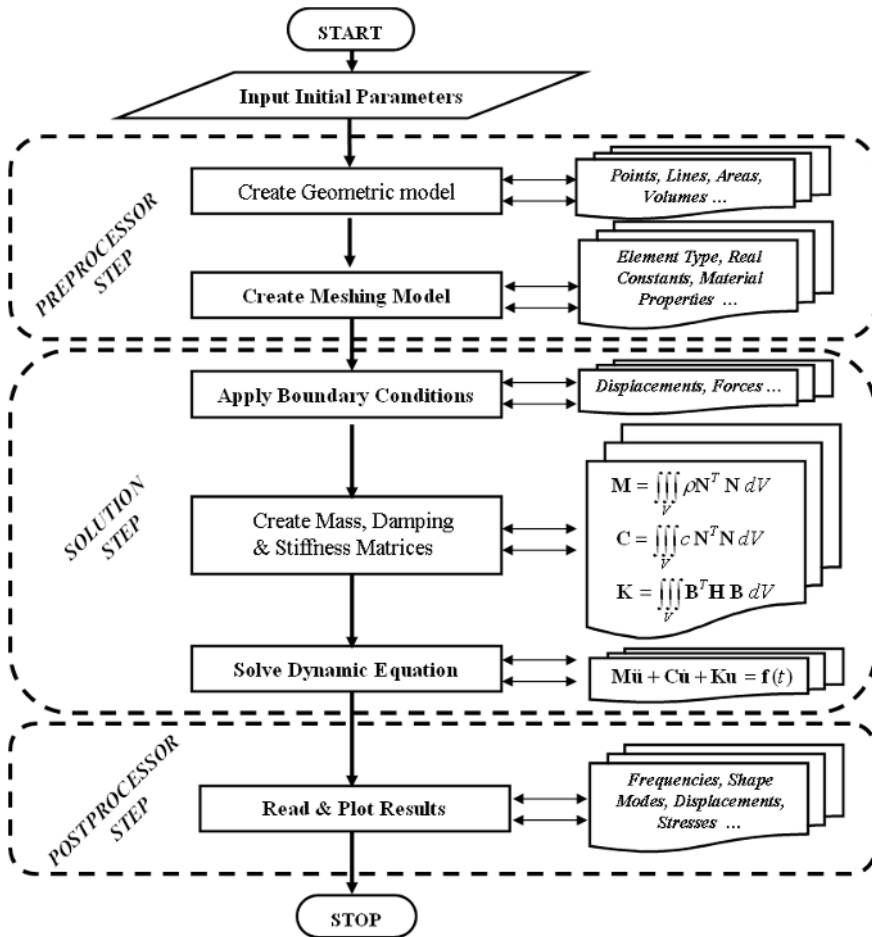 START
Input Initial Parameters
PREPROCESSOR
STEP
Create Geometric model
Points, Lines, Areas,
Volumes ...
Create Meshing Model
Element Type, Real
Constants, Material
Properties ...
SOLUTION
STEP
Apply Boundary Conditions
Displacements, Forces ...
Create Mass, Damping
& Stiffness Matrices
M = ∭_V ρN^T N dV
C = ∭_V c N^T N dV
K = ∭_V B^T H B dV
Solve Dynamic Equation
Mü + Cu̇ + Ku = f(t)
POSTPROCESSOR
STEP
Read & Plot Results
Frequencies, Shape
Modes, Displacements,
Stresses ...
STOP